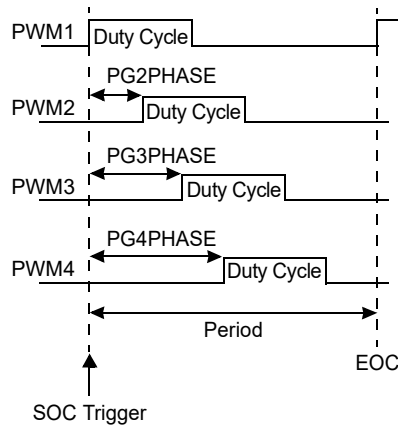 PWM1
Duty Cycle
PG2PHASE
PWM2
Duty Cycle
PG3PHASE
PWM3
Duty Cycle
PG4PHASE
PWM4
Duty Cycle
Period
EOC
SOC Trigger